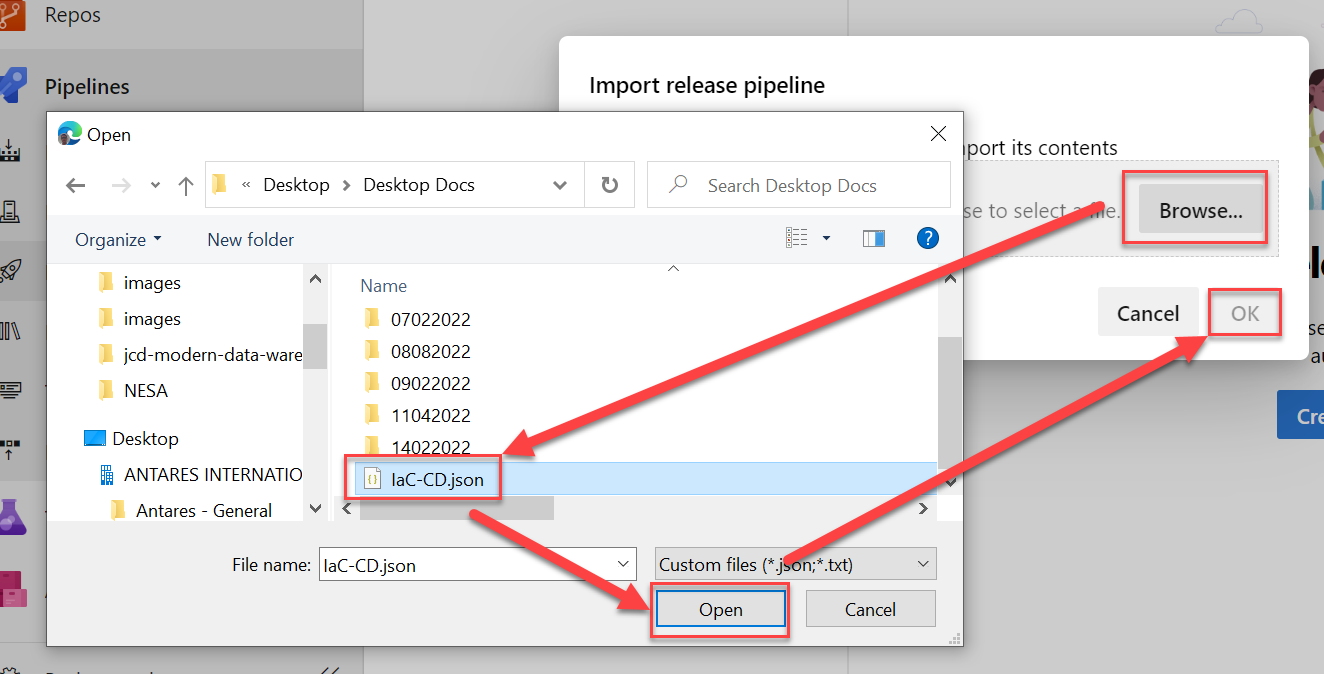 Repos
Pipelines
Import release pipeline
Open
import its contents
« Desktop > Desktop Docs
Search Desktop Docs
to select a file.
Browse...
Organize
New folder
?
images
images
jcd-modern-data-ware
NESA
Desktop
ANTARES INTERNATIO
Antares - General
Name
07022022
08082022
09022022
11042022
14022022
IaC-CD.json
Cancel
OK
Cre
File name:
IaC-CD.json
Custom files (*.json;*.txt)
Open
Cancel